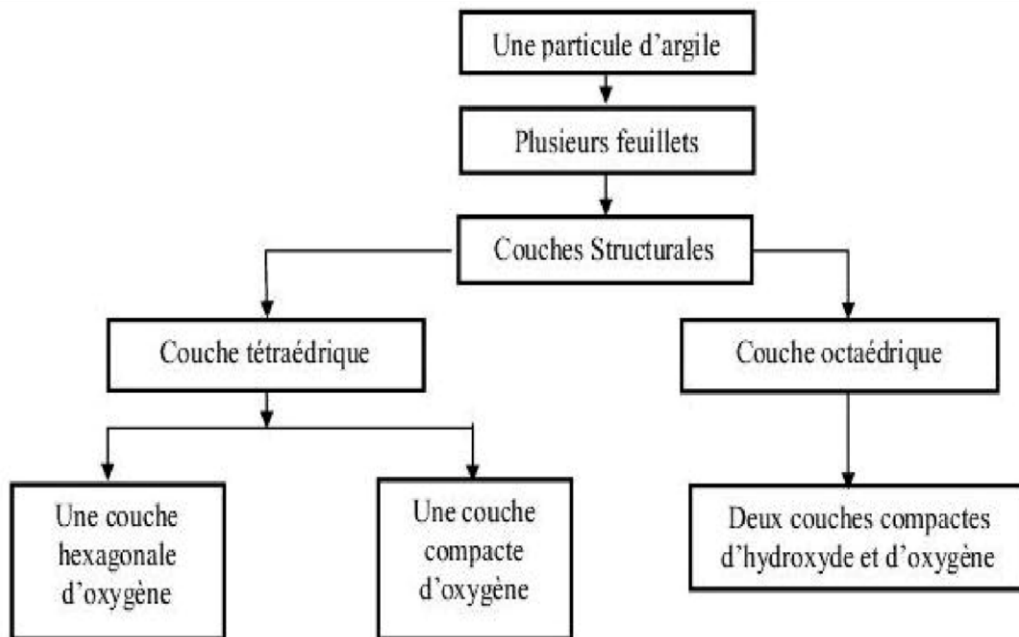 Une particule d’argile
Plusieurs feuillets
Couches Structurales
Couche tétraédrique
Couche octaédrique
Une couche
hexagonale
d’oxygène
Une couche
compacte
d’oxygène
Deux couches compactes
d’hydroxyde et d’oxygène